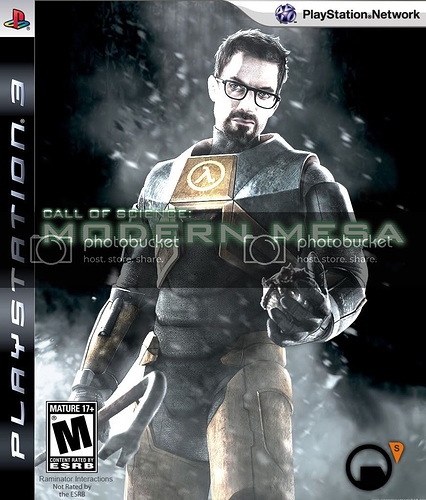 PlayStation®Network
PLAYSTATION® 3
CALL OF SCIENCE:
MODERN MESA
photobucket
host. store. share.
photobucket
host. store. share.
MATURE 17+
M
®
CONTENT RATED BY
ESRB
Raminator Interactions
Not Rated by
the ESRB
S